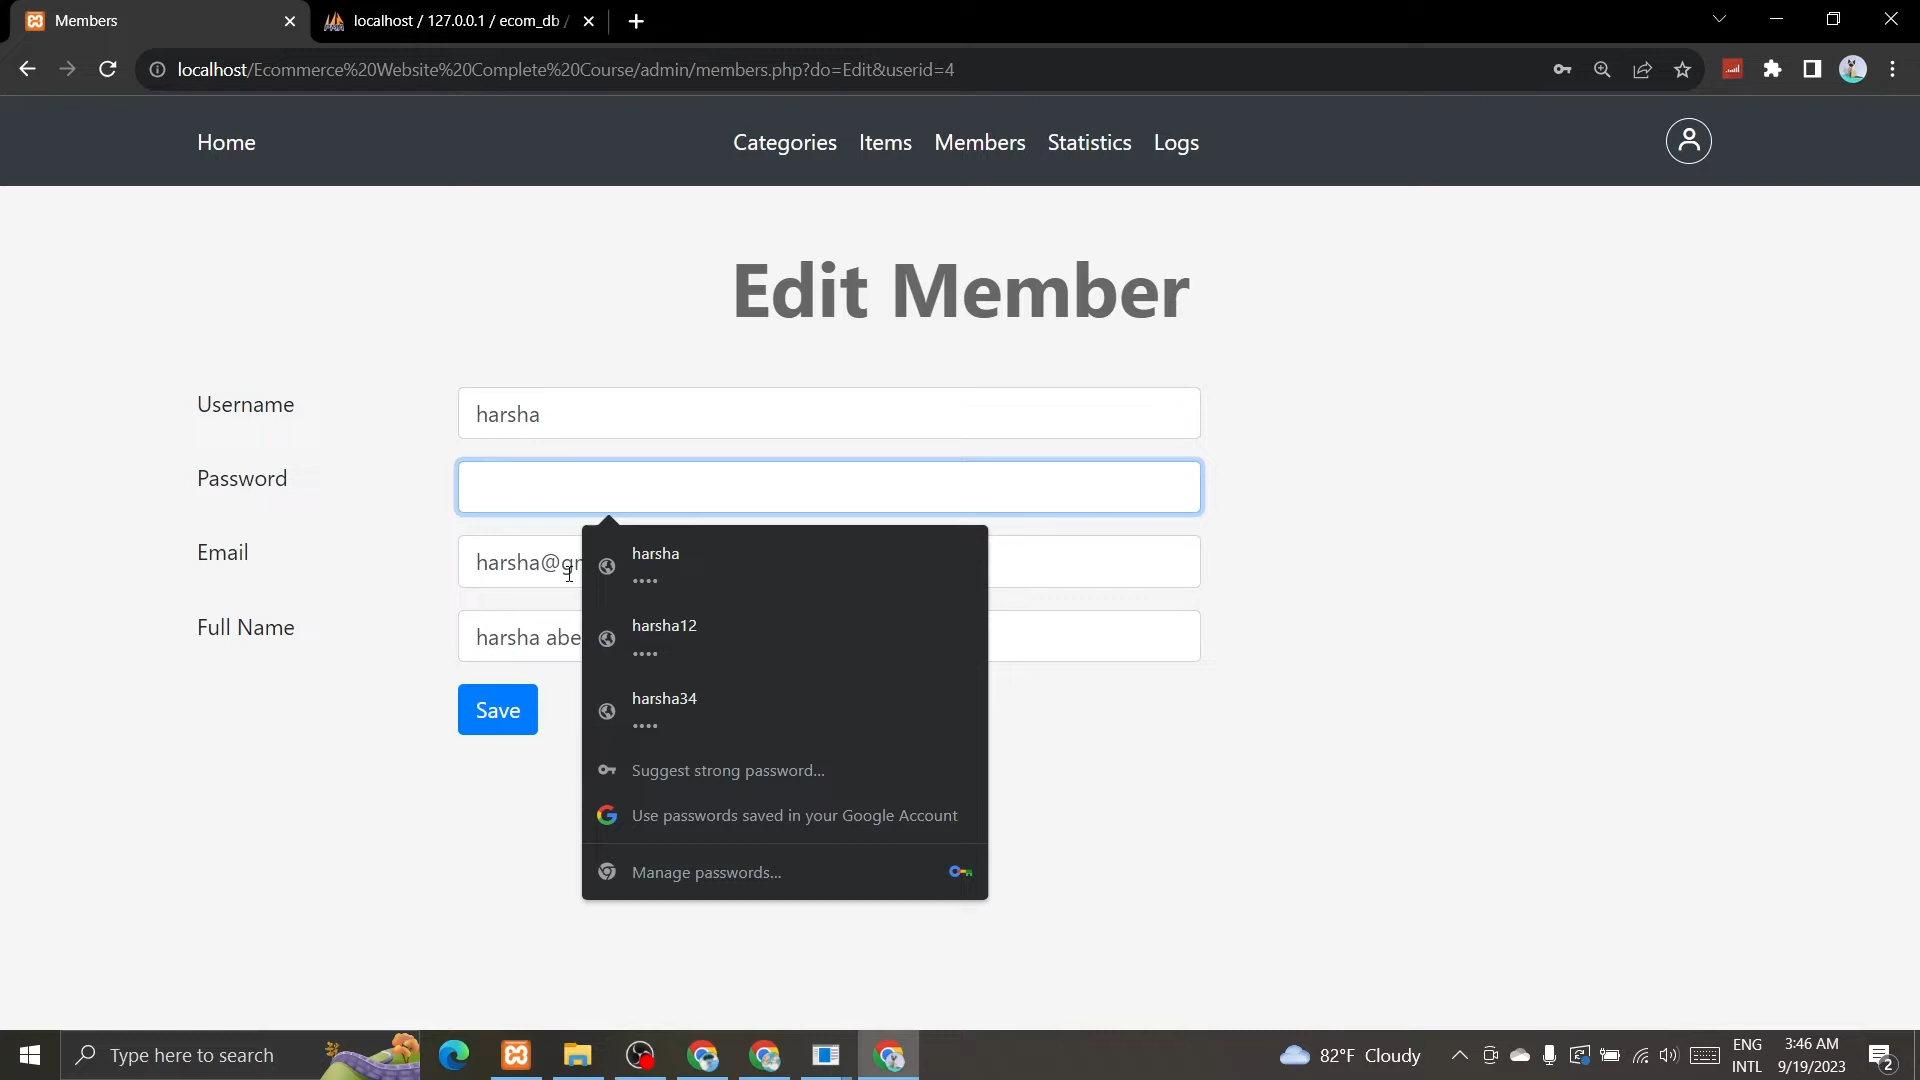 Members
localhost / 127.0.0.1 / ecom_db /
localhost/Ecommerce%20Website%20Complete%20Course/admin/members.php?do=Edit&userid=4
Home
Categories Items Members Statistics Logs
Edit Member
Username
harsha
Password
Email
harsha@gm
Full Name
harsha abe
Save
harsha
••••
harsha12
••••
harsha34
••••
Suggest strong password...
Use passwords saved in your Google Account
Manage passwords...
Type here to search
82°F Cloudy
ENG
INTL
3:46 AM
9/19/2023
2